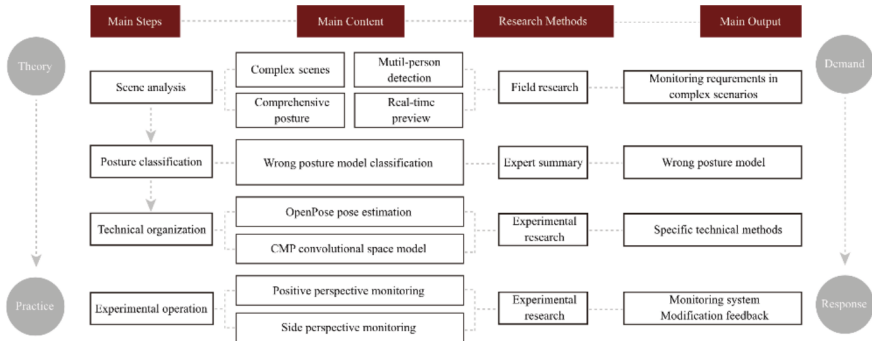 Main Steps
Main Content
Research Methods
Main Output
Theory
Demand
Scene analysis
Complex scenes
Mutil-person
detection
Comprehensive
posture
Real-time
preview
Field research
Monitoring requrements in
complex scenarios
Posture classification
Wrong posture model classification
Expert summary
Wrong posture model
Technical organization
OpenPose pose estimation
CMP convolutional space model
Experimental
research
Specific technical methods
Practice
Response
Experimental operation
Positive perspective monitoring
Side perspective monitoring
Experimental
research
Monitoring system
Modification feedback